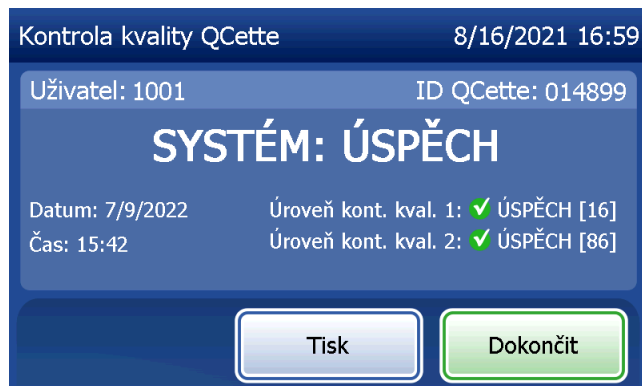 Kontrola kvality QCette 8/16/2021 16:59
Uživatel: 1001 ID QCette: 014899
SYSTÉM: ÚSPĚCH
Datum: 7/9/2022 Úroveň kont. kval. 1: ÚSPĚCH [16]
Čas: 15:42 Úroveň kont. kval. 2: ÚSPĚCH [86]
Tisk Dokončit